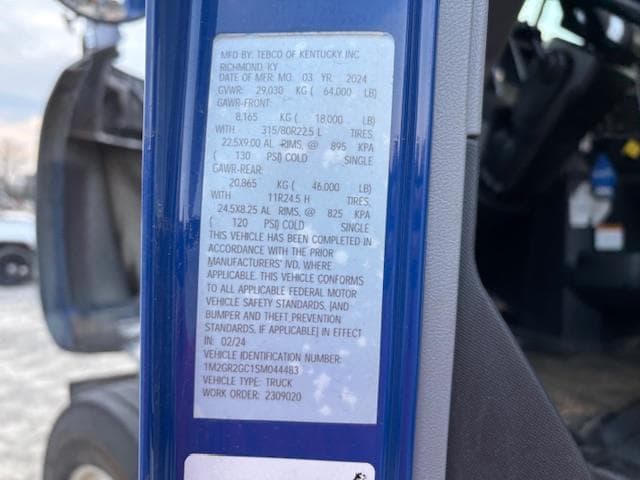 MFD BY: TEBCO OF KENTUCKY INC
RICHMOND, KY
DATE OF MFR: MO. 03 YR. 2024
GVWR: 29,030 KG ( 64,000 LB)
GAWR-FRONT:
8,165 KG ( 18,000 LB)
WITH 315/80R22.5 L TIRES,
22.5X9.00 AL RIMS, @ 895 KPA
( 130 PSI) COLD SINGLE
GAWR-REAR:
20,865 KG ( 46,000 LB)
WITH 11R24.5 H TIRES,
24.5X8.25 AL RIMS, @ 825 KPA
( 120 PSI) COLD SINGLE
THIS VEHICLE HAS BEEN COMPLETED IN
ACCORDANCE WITH THE PRIOR
MANUFACTURERS' IVD, WHERE
APPLICABLE. THIS VEHICLE CONFORMS
TO ALL APPLICABLE FEDERAL MOTOR
VEHICLE SAFETY STANDARDS, [AND
BUMPER AND THEFT PREVENTION
STANDARDS, IF APPLICABLE] IN EFFECT
IN: 02/24
VEHICLE IDENTIFICATION NUMBER:
1M2GR2GC1SM044483
VEHICLE TYPE: TRUCK
WORK ORDER: 2309020